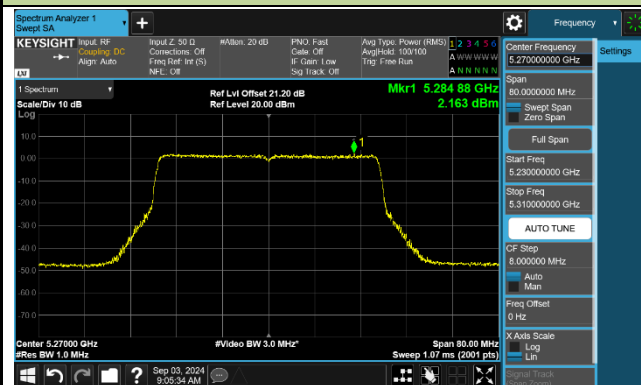 Spectrum Analyzer 1
Swept SA
+
Frequency
KEYSIGHT
Input: RF
Coupling: DC
Align: Auto
Input Z: 50 Ω
Corrections: Off
Freq Ref: Int (S)
NFE: Off
#Atten: 20 dB
PNO: Fast
Gate: Off
IF Gain: Low
Sig Track: Off
Avg Type: Power (RMS)
Avg|Hold: 100/100
Trig: Free Run
1 2 3 4 5 6
A W W W W W
A N N N N N
LXI
1 Spectrum
Scale/Div 10 dB
Log
Ref Lvl Offset 21.20 dB
Ref Level 20.00 dBm
Mkr1 5.284 88 GHz
2.163 dBm
10.0
0.00
-10.0
-20.0
-30.0
-40.0
-50.0
-60.0
-70.0
1
Center 5.27000 GHz
#Res BW 1.0 MHz
#Video BW 3.0 MHz*
Span 80.00 MHz
Sweep 1.07 ms (2001 pts)
Center Frequency
5.270000000 GHz
Settings
Span
80.0000000 MHz
Swept Span
Zero Span
Full Span
Start Freq
5.230000000 GHz
Stop Freq
5.310000000 GHz
AUTO TUNE
CF Step
8.000000 MHz
Auto
Man
Freq Offset
0 Hz
X Axis Scale
Log
Lin
Signal Track
(Span Zoom)
?
Sep 03, 2024
9:05:34 AM